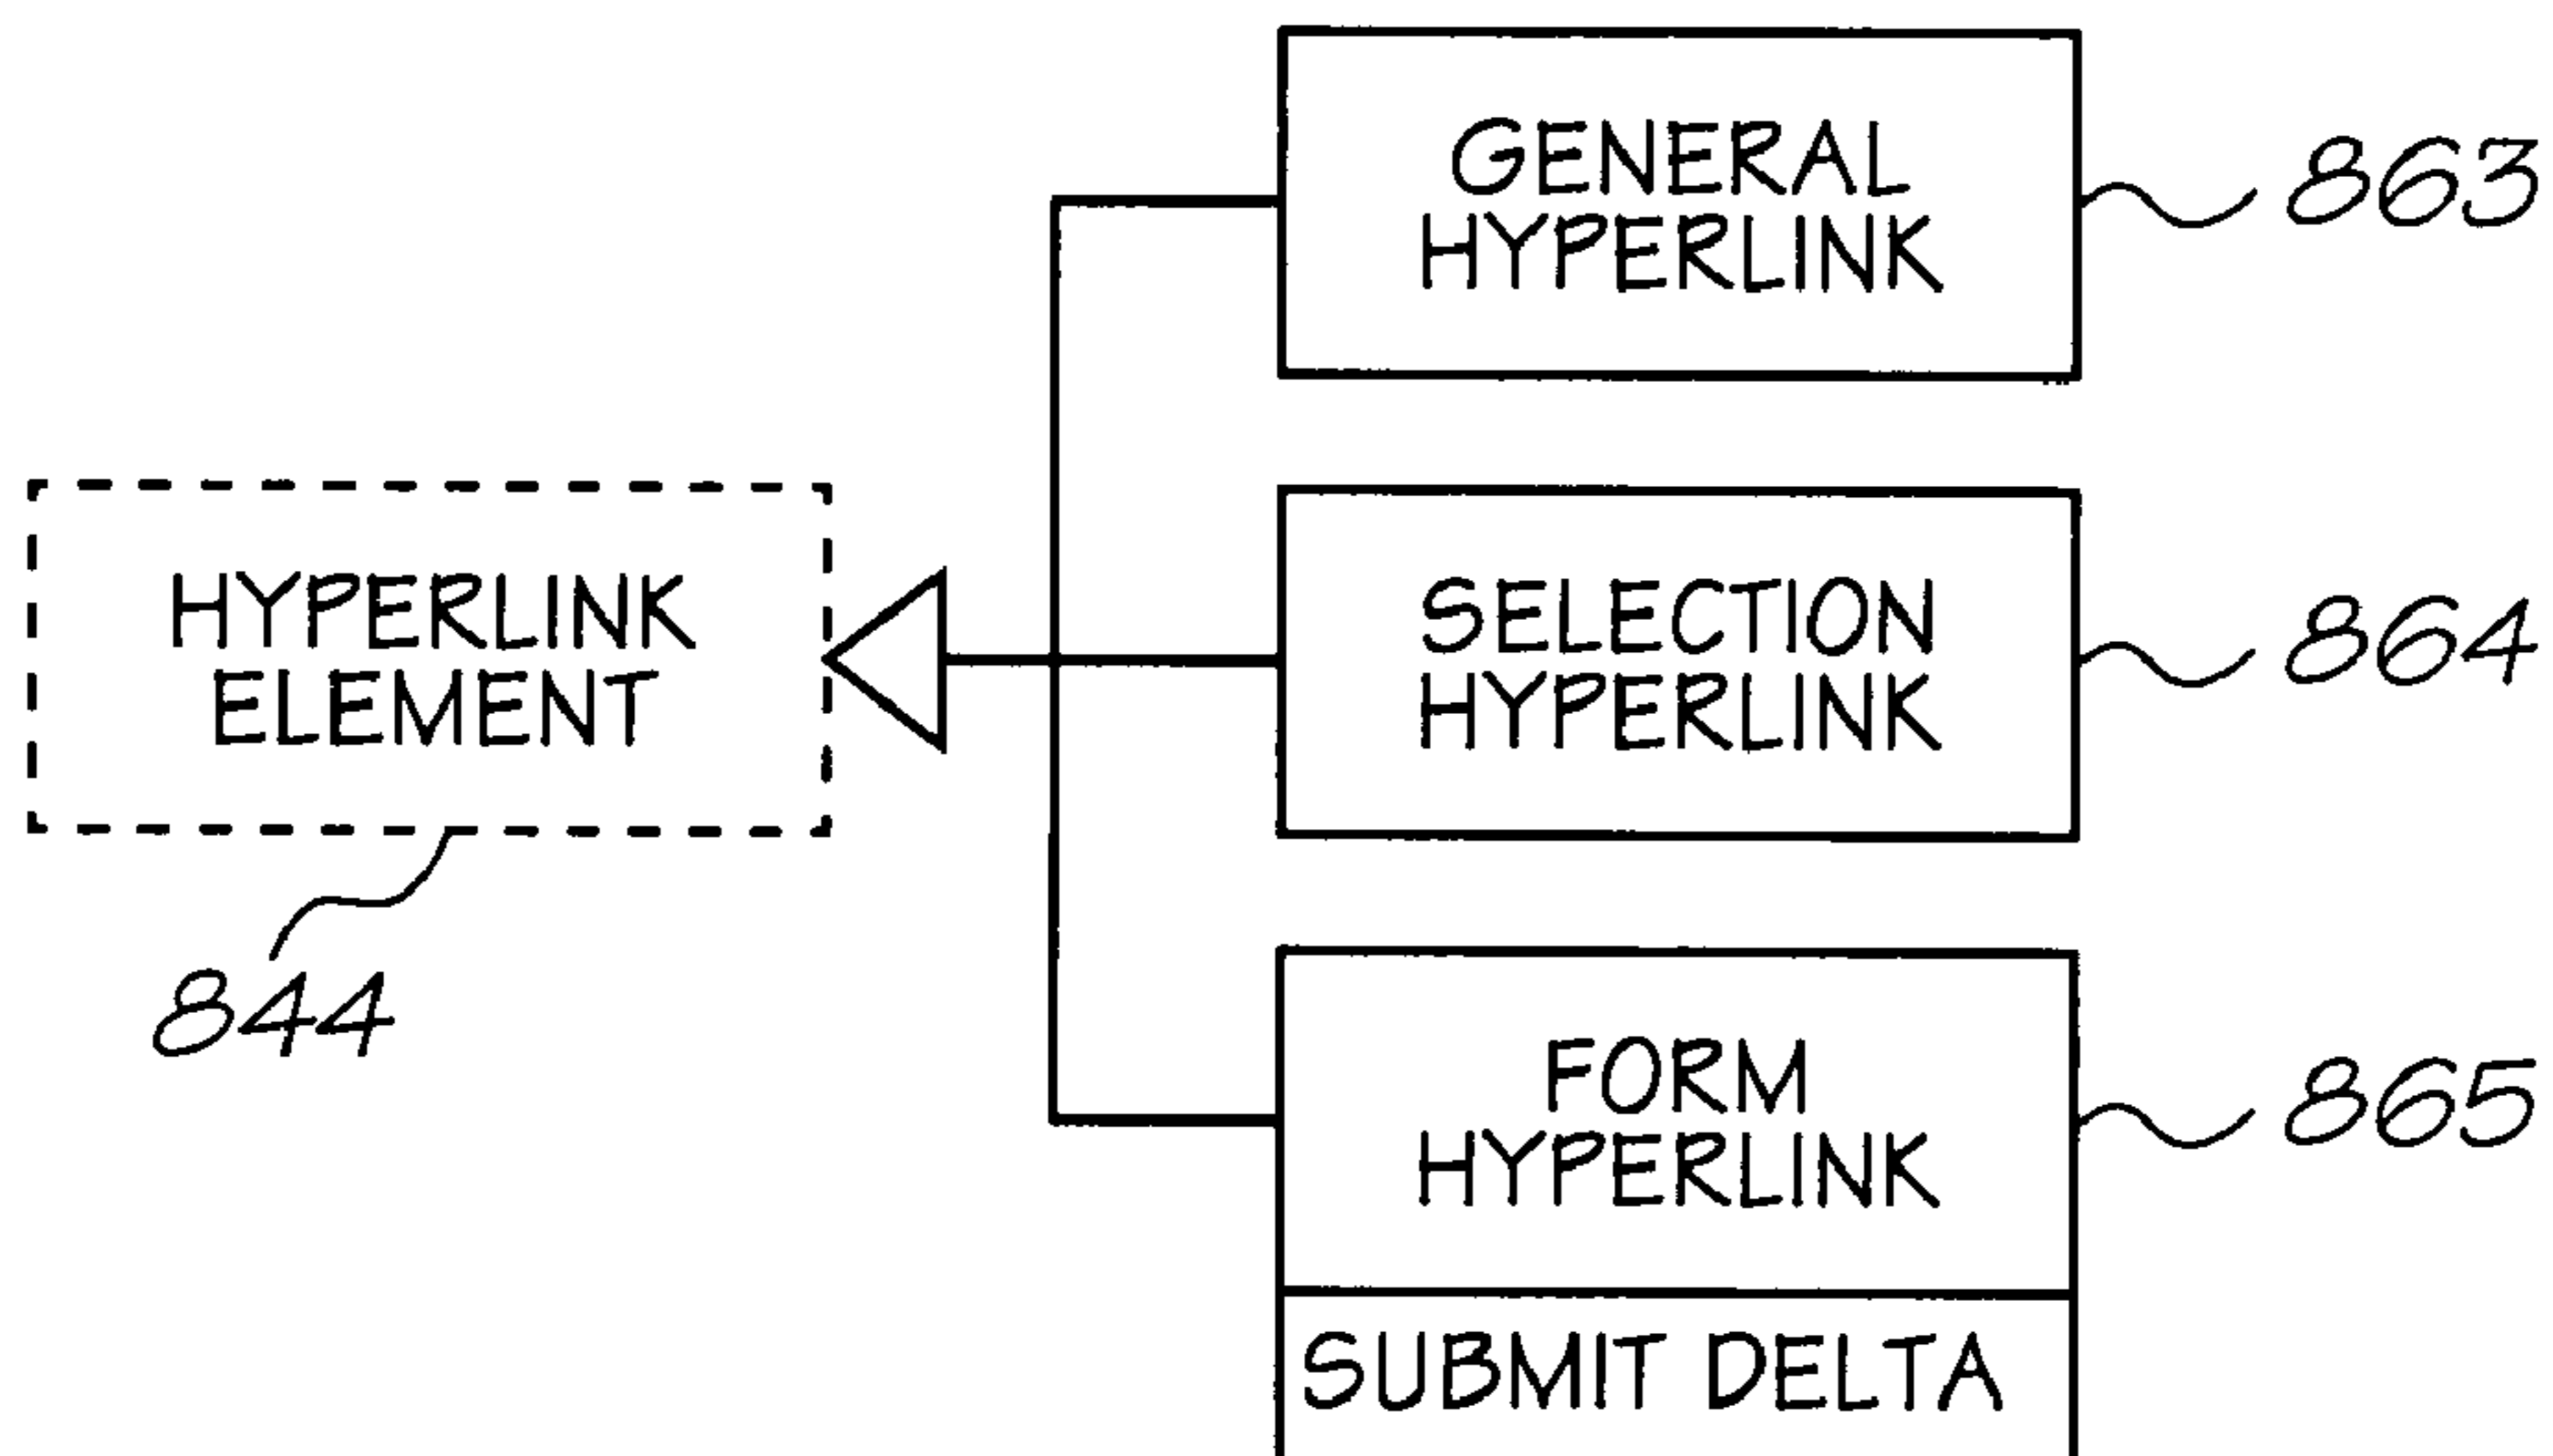 GENERAL
HYPERLINK
863
HYPERLINK
ELEMENT
844
SELECTION
HYPERLINK
864
FORM
HYPERLINK
865
SUBMIT DELTA